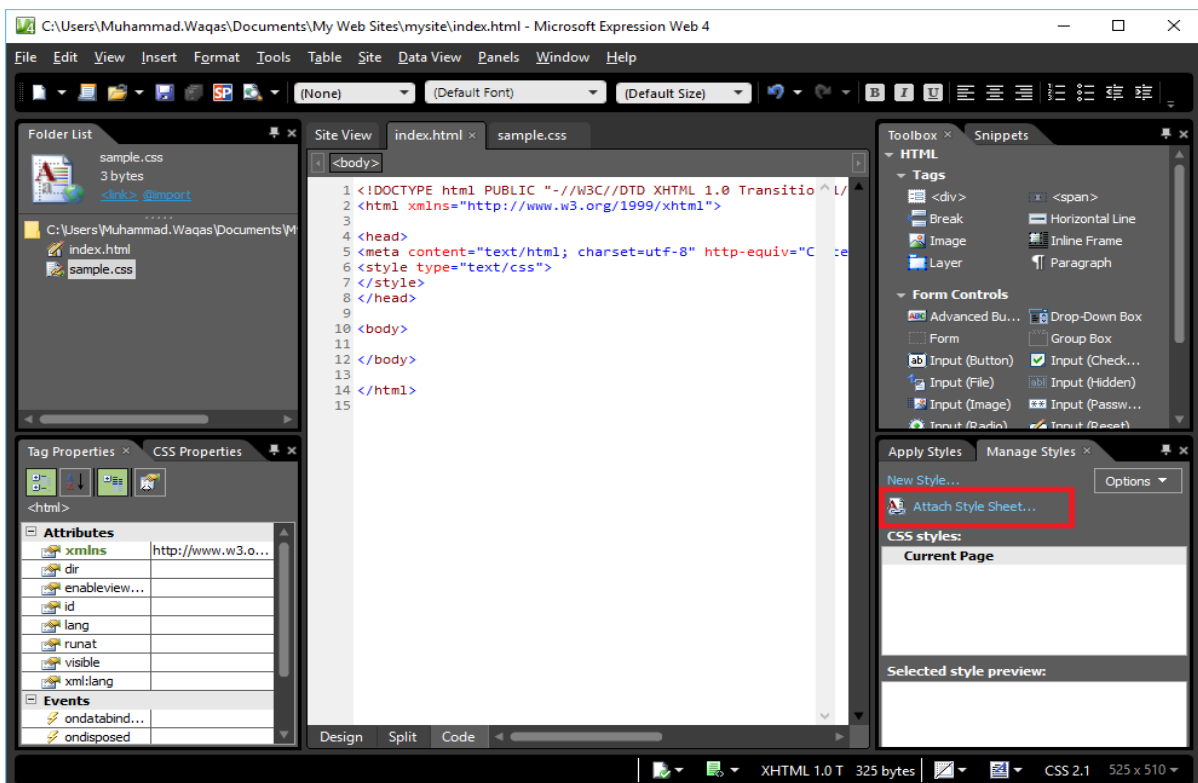 C:\Users\Muhammad.Waqas\Documents\My Web Sites\mysite\index.html - Microsoft Expression Web 4
File Edit View Insert Format Tools Table Site Data View Panels Window Help
(None) (Default Font) (Default Size) B I U
Folder List
sample.css
3 bytes
<link> @import
C:\Users\Muhammad.Waqas\Documents\M
index.html
sample.css
Site View index.html × sample.css
<body>
1 <!DOCTYPE html PUBLIC "-//W3C//DTD XHTML 1.0 Transitio l/
2 <html xmlns="http://www.w3.org/1999/xhtml">
3
4 <head>
5 <meta content="text/html; charset=utf-8" http-equiv="C te
6 <style type="text/css">
7 </style>
8 </head>
9
10 <body>
11
12 </body>
13
14 </html>
15
Design Split Code
Toolbox × Snippets
HTML
Tags
<div> <span>
Break Horizontal Line
Image Inline Frame
Layer Paragraph
Form Controls
Advanced Bu... Drop-Down Box
Form Group Box
Input (Button) Input (Check...
Input (File) Input (Hidden)
Input (Image) Input (Passw...
Input (Radio) Input (Reset)
Tag Properties × CSS Properties
<html>
Attributes
xmlns http://www.w3.o...
dir
enableview...
id
lang
runat
visible
xml:lang
Events
ondatabind...
ondisposed
Apply Styles Manage Styles ×
New Style... Options
Attach Style Sheet...
CSS styles:
Current Page
Selected style preview:
XHTML 1.0 T 325 bytes CSS 2.1 525 x 510